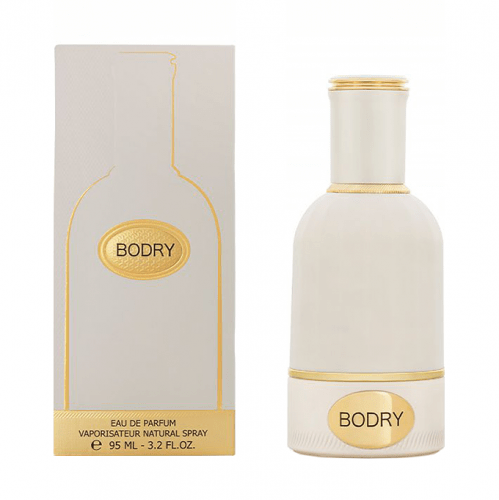 BODRY
EAU DE PARFUM
VAPORISATEUR NATURAL SPRAY
℮ 95 ML - 3.2 FL.OZ.
BODRY